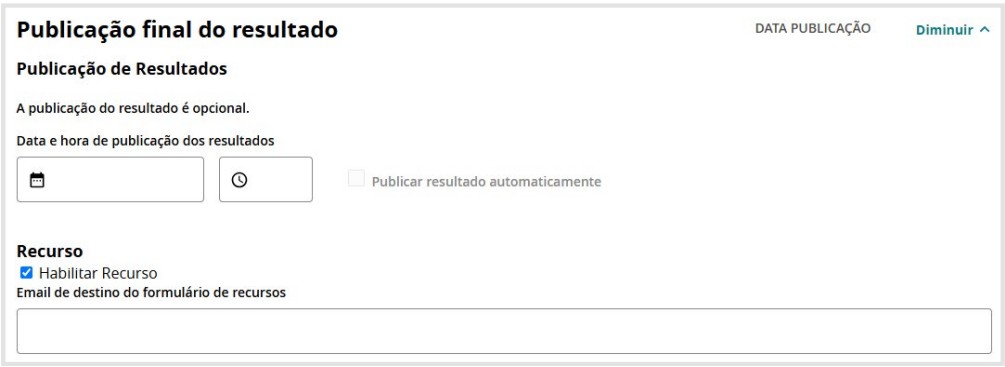 Publicação final do resultado
DATA PUBLICAÇÃO
Diminuir
Publicação de Resultados
A publicação do resultado é opcional.
Data e hora de publicação dos resultados
Publicar resultado automaticamente
Recurso
Habilitar Recurso
Email de destino do formulário de recursos